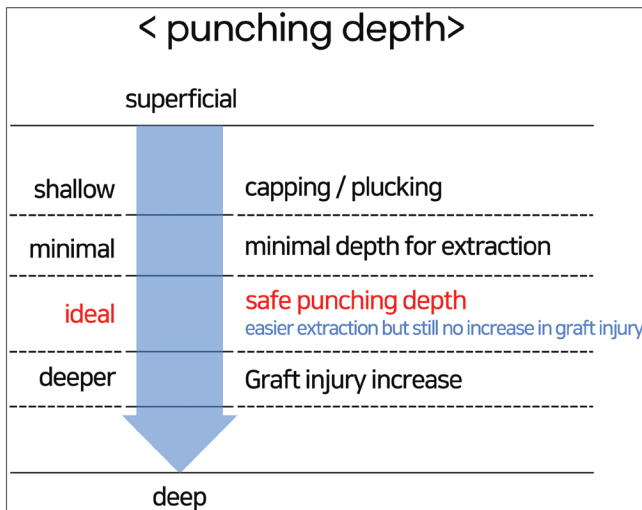 < punching depth>
superficial
shallow capping / plucking
minimal minimal depth for extraction
ideal safe punching depth
easier extraction but still no increase in graft injury
deeper Graft injury increase
deep